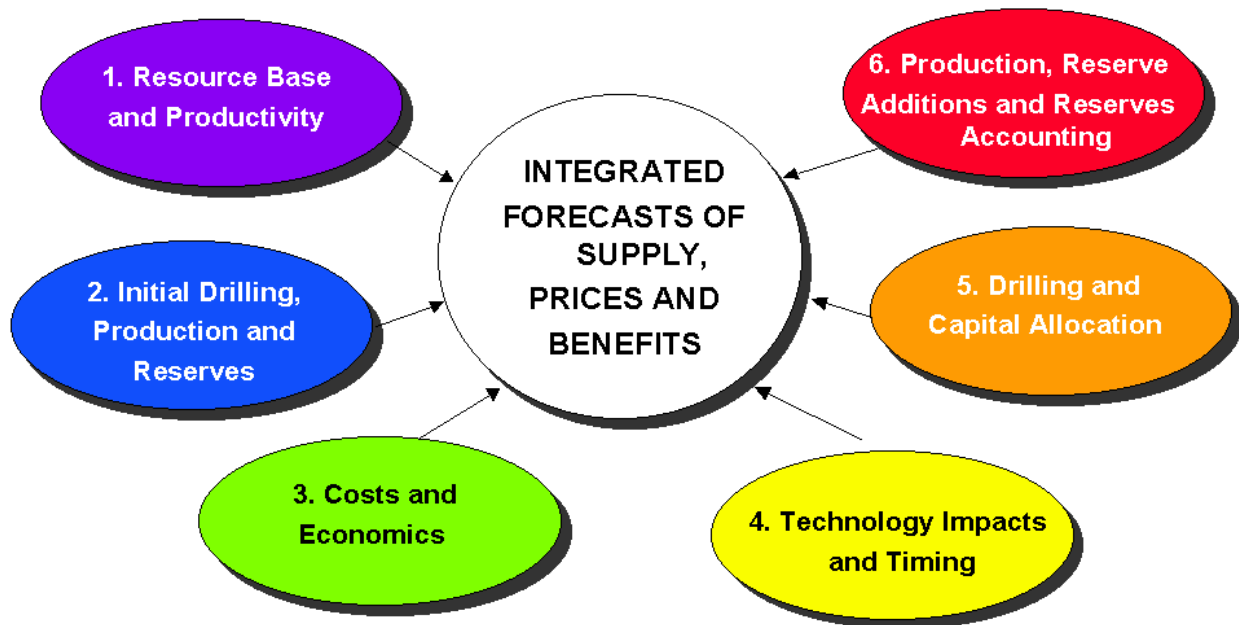 1. Resource Base
and Productivity
6. Production, Reserve
Additions and Reserves
Accounting
INTEGRATED
FORECASTS OF
SUPPLY,
PRICES AND
BENEFITS
2. Initial Drilling,
Production and
Reserves
5. Drilling and
Capital Allocation
3. Costs and
Economics
4. Technology Impacts
and Timing